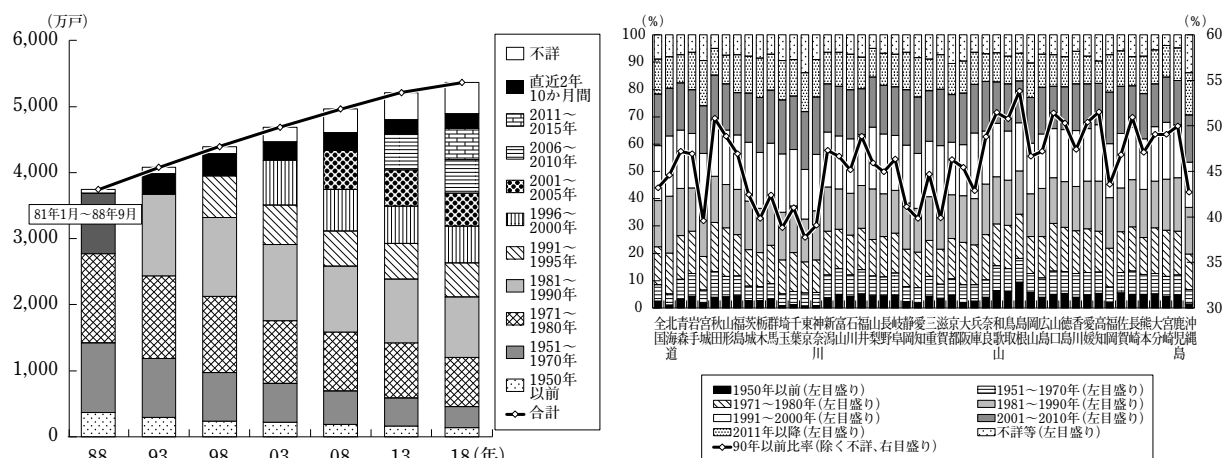 (万戸)
6,000
5,000
4,000
3,000
2,000
1,000
0
81年1月～88年9月
88 93 98 03 08 13 18(年)
不詳
直近2年
10か月間
2011～
2015年
2006～
2010年
2001～
2005年
1996～
2000年
1991～
1995年
1981～
1990年
1971～
1980年
1951～
1970年
1950年
以前
合計
(%)
100
90
80
70
60
50
40
30
20
10
0
(%)
60
55
50
45
40
35
30
全国
北海道
青森
岩手
宮城
秋田
山形
福島
茨城
栃木
群馬
埼玉
千葉
東京
神奈川
新潟
富山
石川
福井
山梨
長野
岐阜
静岡
愛知
三重
滋賀
京都
大阪
兵庫
奈良
和歌山
鳥取
島根
岡山
広島
山口
徳島
香川
愛媛
高知
福岡
佐賀
長崎
熊本
大分
宮崎
鹿児島
沖縄
1950年以前(左目盛り)
1951～1970年(左目盛り)
1971～1980年(左目盛り)
1981～1990年(左目盛り)
1991～2000年(左目盛り)
2001～2010年(左目盛り)
2011年以降(左目盛り)
不詳等(左目盛り)
90年以前比率(除く不詳、右目盛り)